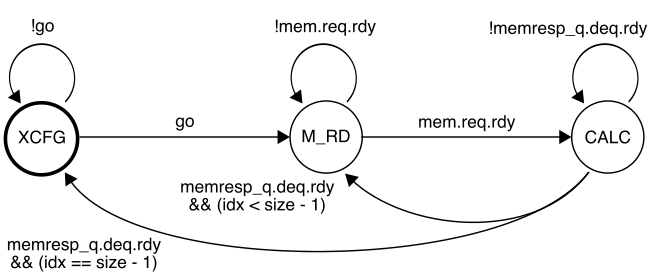 !go
!mem.req.rdy
!memresp_q.deq.rdy
XCFG
go
M_RD
mem.req.rdy
CALC
memresp_q.deq.rdy
&& (idx < size - 1)
memresp_q.deq.rdy
&& (idx == size - 1)